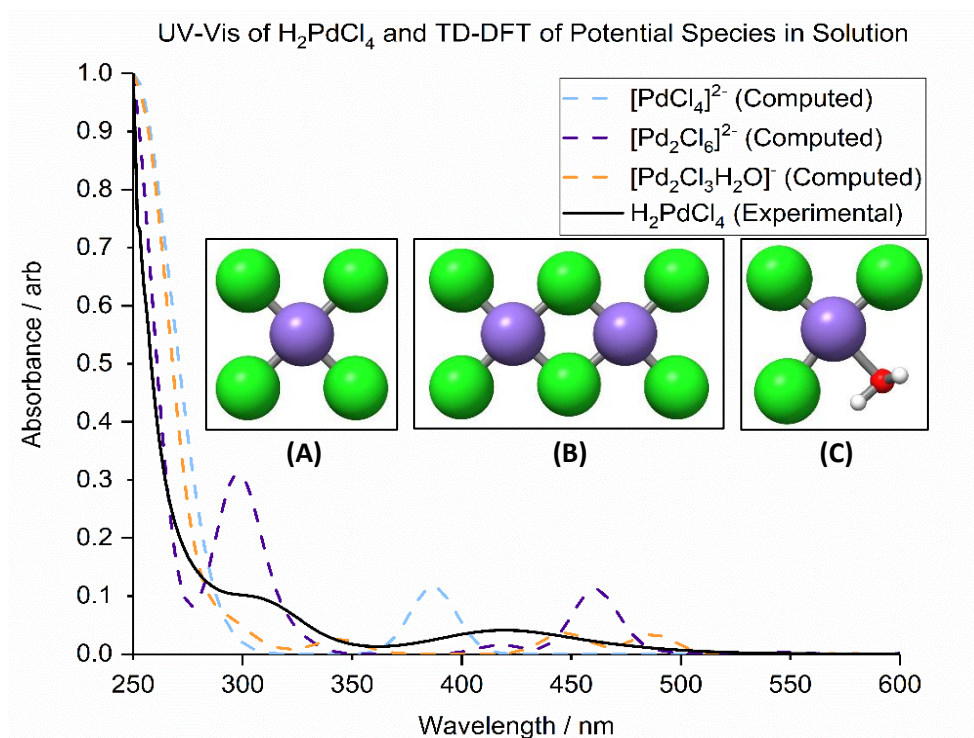 UV-Vis of H₂PdCl₄ and TD-DFT of Potential Species in Solution
[PdCl₄]²⁻ (Computed)
[Pd₂Cl₆]²⁻ (Computed)
[Pd₂Cl₃H₂O]⁻ (Computed)
H₂PdCl₄ (Experimental)
(A)
(B)
(C)
Absorbance / arb
1.0
0.9
0.8
0.7
0.6
0.5
0.4
0.3
0.2
0.1
0.0
250
300
350
400
450
500
550
600
Wavelength / nm